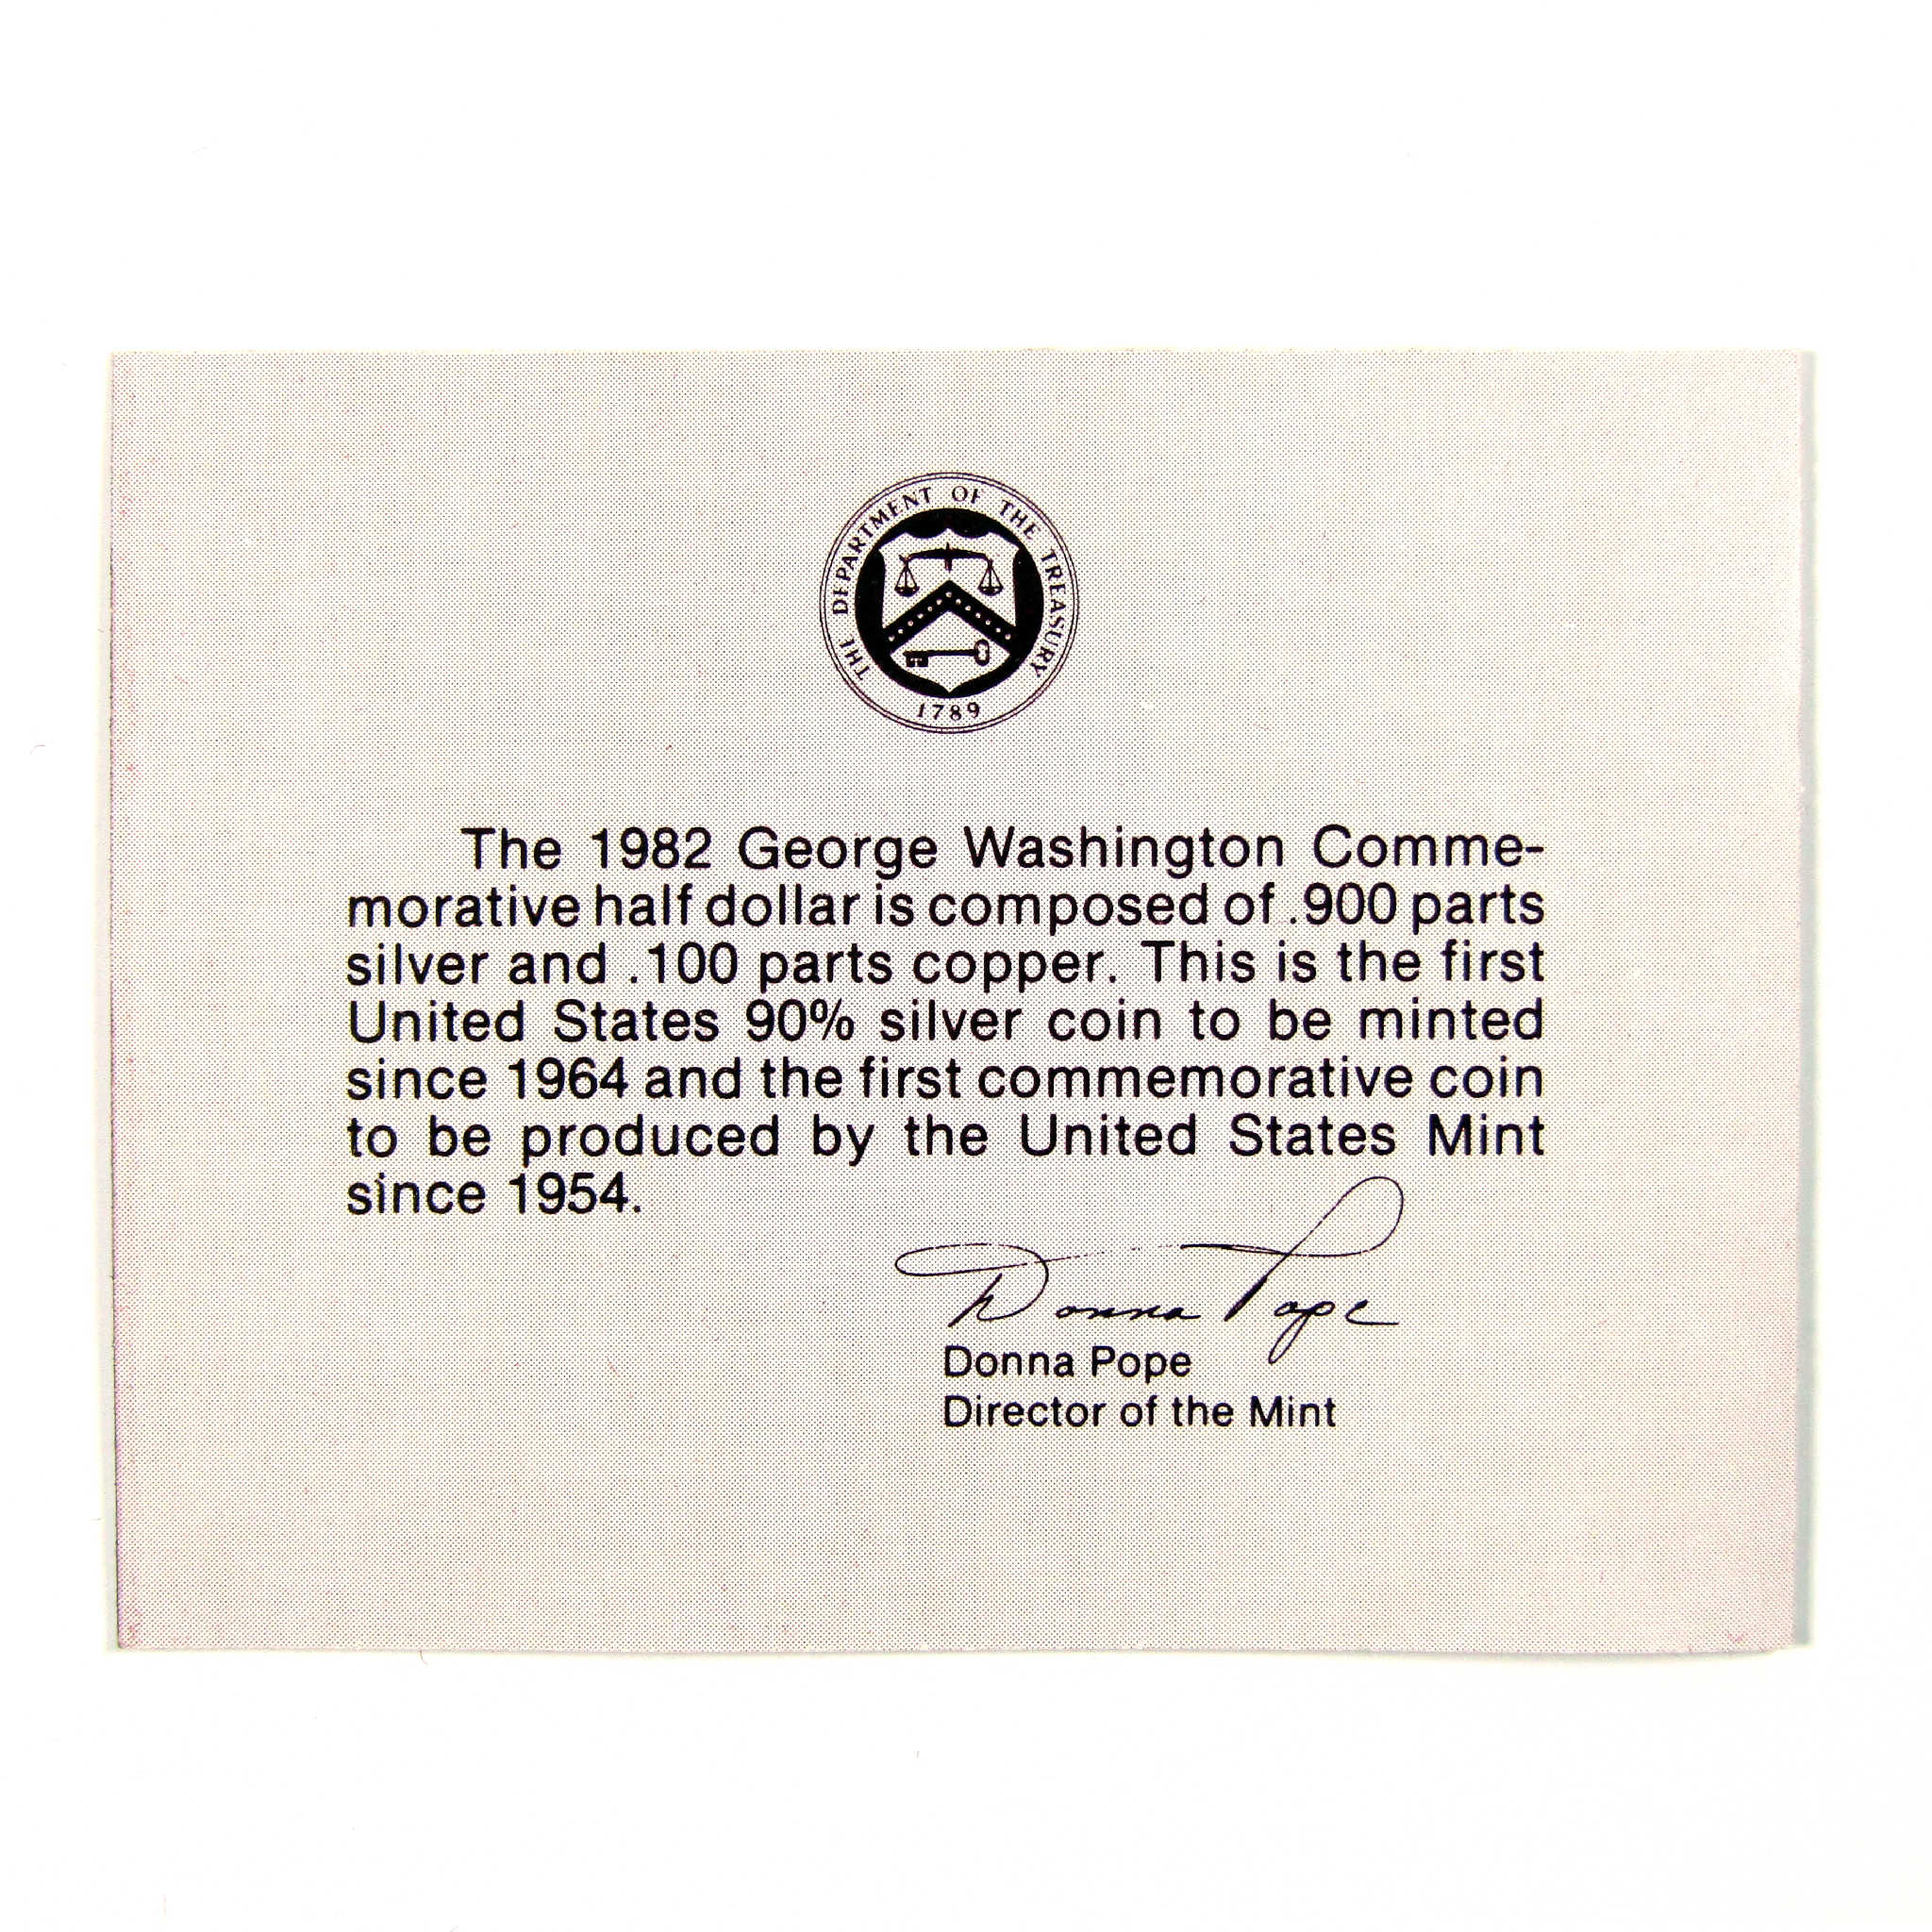 THE DEPARTMENT OF THE TREASURY
1789
The 1982 George Washington Comme-
morative half dollar is composed of .900 parts
silver and .100 parts copper. This is the first
United States 90% silver coin to be minted
since 1964 and the first commemorative coin
to be produced by the United States Mint
since 1954.
Donna Pope
Donna Pope
Director of the Mint